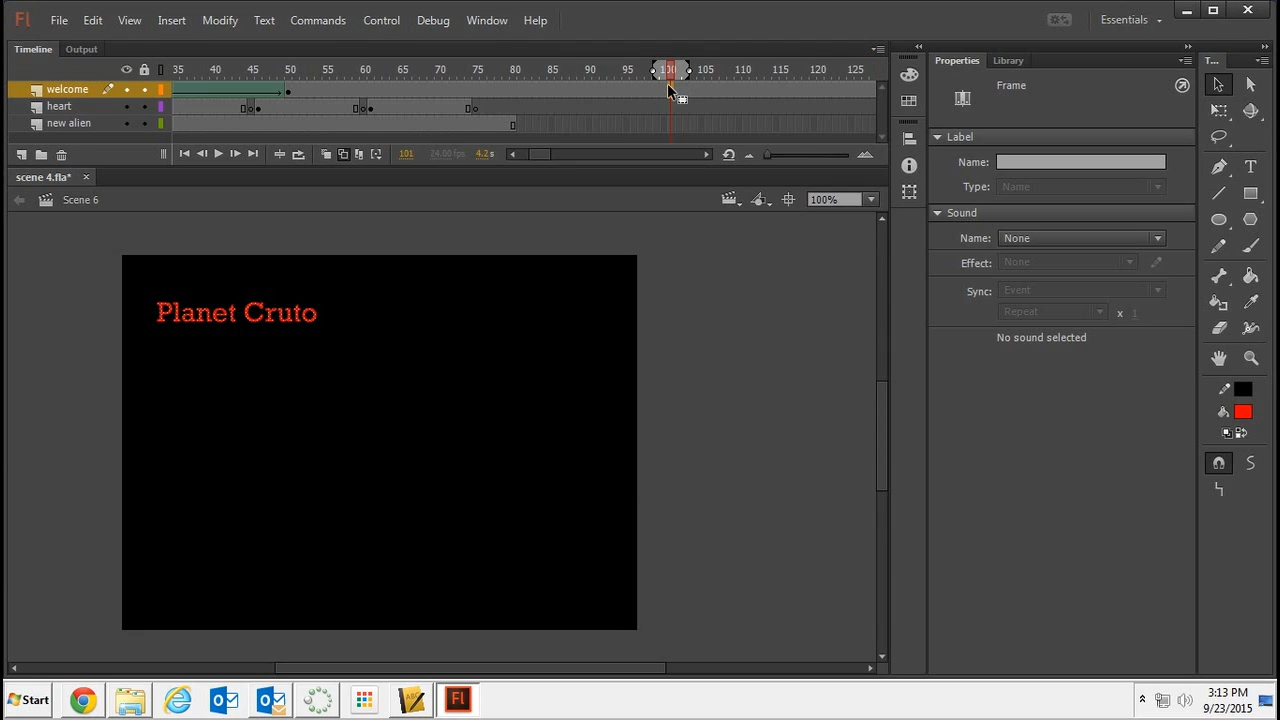 Fl File Edit View Insert Modify Text Commands Control Debug Window Help Essentials
Timeline Output
35 40 45 50 55 60 65 70 75 80 85 90 95 100 105 110 115 120 125
welcome
heart
new alien
101 24.00 fps 4.2 s
scene 4.fla*
Scene 6
100%
Planet Cruto
Properties Library
Frame
Label
Name:
Type: Name
Sound
Name: None
Effect: None
Sync: Event
Repeat x 1
No sound selected
T...
Start
ABC
Fl
3:13 PM
9/23/2015